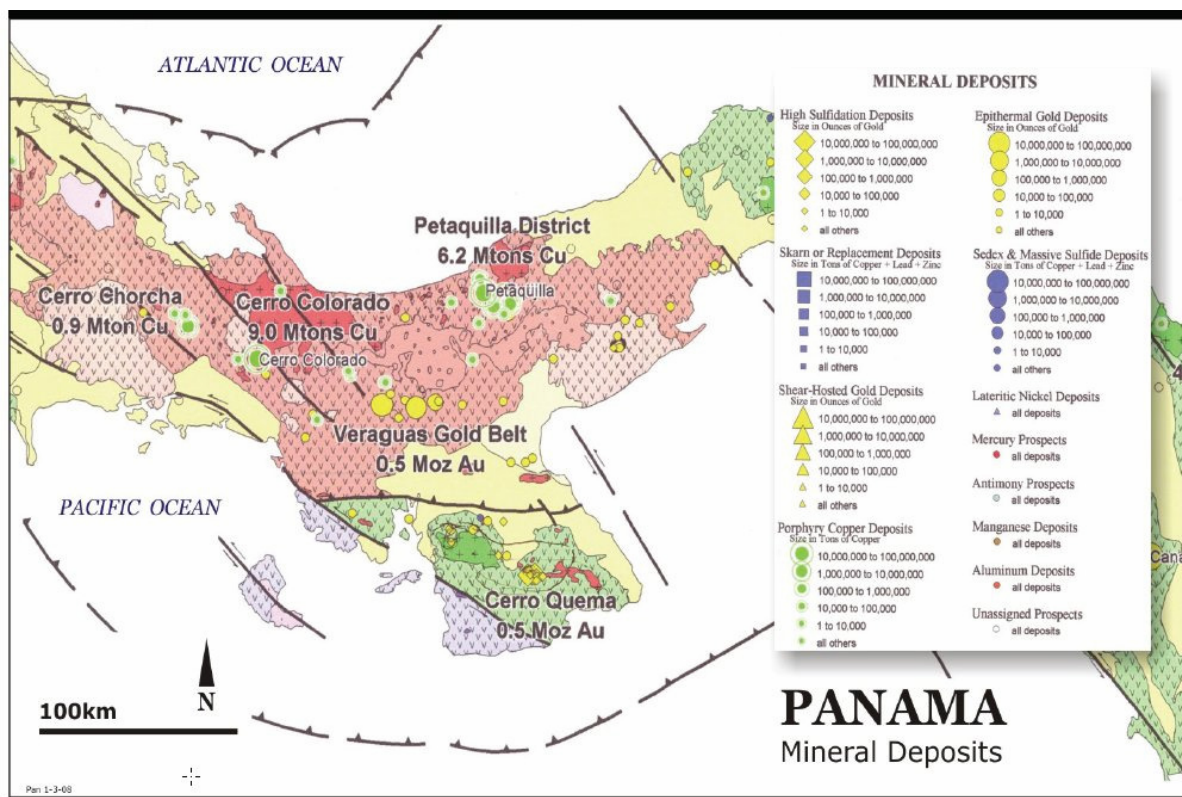 ATLANTIC OCEAN
Petaquilla District
6.2 Mtons Cu
Petaquilla
Cerro Chorcha
0.9 Mton Cu
Cerro Colorado
9.0 Mtons Cu
Cerro Colorado
Veraguas Gold Belt
0.5 Moz Au
PACIFIC OCEAN
Cerro Quema
0.5 Moz Au
N
100km
Pan 1-3-08
MINERAL DEPOSITS
High Sulfidation Deposits
Size in Ounces of Gold
10,000,000 to 100,000,000
1,000,000 to 10,000,000
100,000 to 1,000,000
10,000 to 100,000
1 to 10,000
all others
Skarn or Replacement Deposits
Size in Tons of Copper + Lead + Zinc
10,000,000 to 100,000,000
1,000,000 to 10,000,000
100,000 to 1,000,000
10,000 to 100,000
1 to 10,000
all others
Shear-Hosted Gold Deposits
Size in Ounces of Gold
10,000,000 to 100,000,000
1,000,000 to 10,000,000
100,000 to 1,000,000
10,000 to 100,000
1 to 10,000
all others
Porphyry Copper Deposits
Size in Tons of Copper
10,000,000 to 100,000,000
1,000,000 to 10,000,000
100,000 to 1,000,000
10,000 to 100,000
1 to 10,000
all others
Epithermal Gold Deposits
Size in Ounces of Gold
10,000,000 to 100,000,000
1,000,000 to 10,000,000
100,000 to 1,000,000
10,000 to 100,000
1 to 10,000
all others
Sedex & Massive Sulfide Deposits
Size in Tons of Copper + Lead + Zinc
10,000,000 to 100,000,000
1,000,000 to 10,000,000
100,000 to 1,000,000
10,000 to 100,000
1 to 10,000
all others
Lateritic Nickel Deposits
all deposits
Mercury Prospects
all deposits
Antimony Prospects
all deposits
Manganese Deposits
all deposits
Aluminum Deposits
all deposits
Unassigned Prospects
all deposits
4
Cana
PANAMA
Mineral Deposits